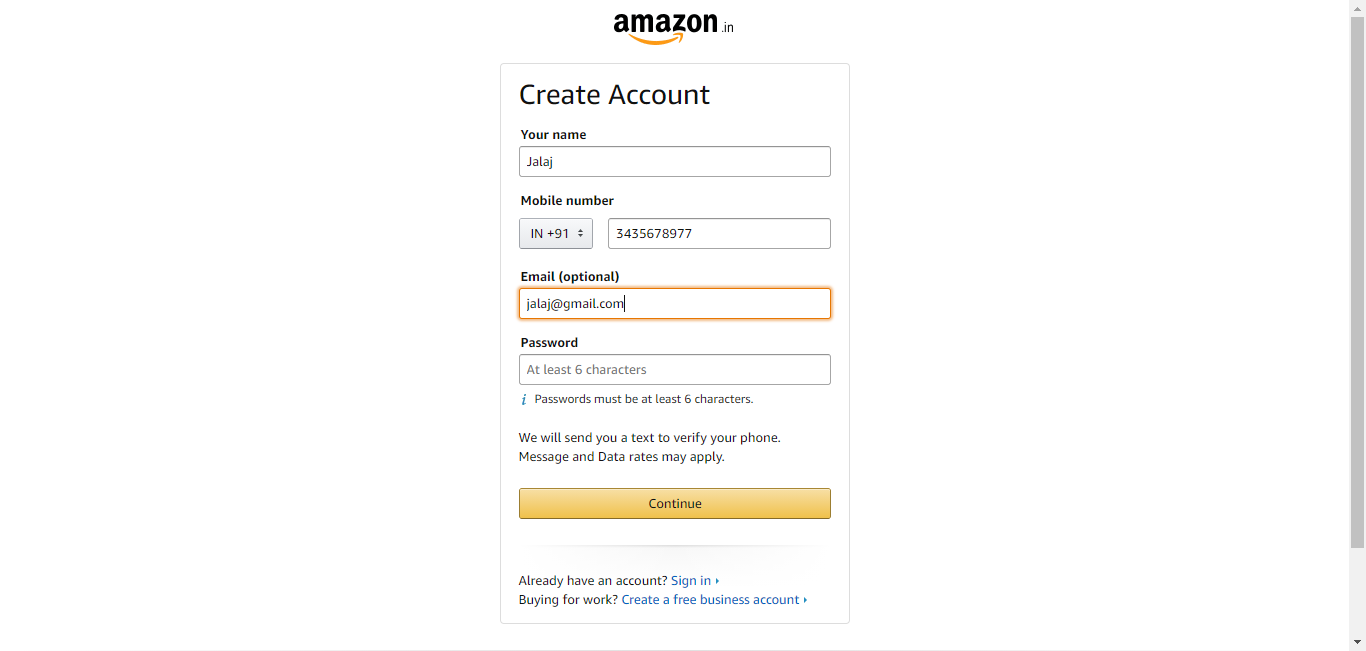 amazon.in
Create Account
Your name
Jalaj
Mobile number
IN +91 3435678977
Email (optional)
jalaj@gmail.com
Password
At least 6 characters
i Passwords must be at least 6 characters.
We will send you a text to verify your phone.
Message and Data rates may apply.
Continue
Already have an account? Sign in
Buying for work? Create a free business account